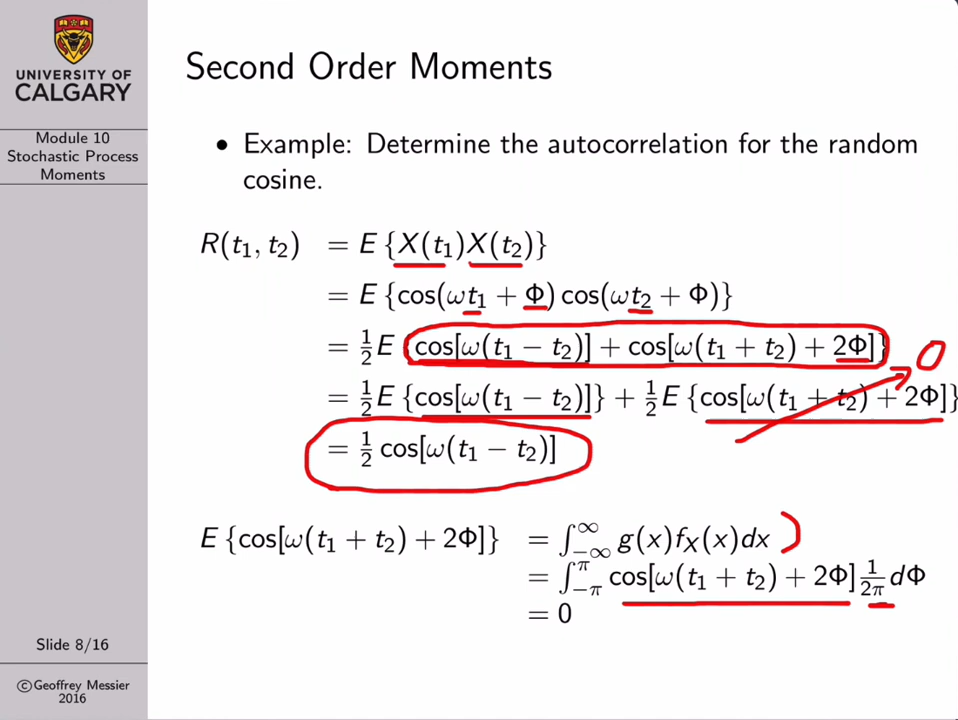 UNIVERSITY OF
CALGARY
Module 10
Stochastic Process
Moments
Second Order Moments
• Example: Determine the autocorrelation for the random
cosine.
R(t₁, t₂) = E {X(t₁)X(t₂)}
= E {cos(ωt₁ + Φ) cos(ωt₂ + Φ)}
= ½E {cos[ω(t₁ − t₂)] + cos[ω(t₁ + t₂) + 2Φ]}
0
= ½E {cos[ω(t₁ − t₂)]} + ½E {cos[ω(t₁ + t₂) + 2Φ]}
= ½ cos[ω(t₁ − t₂)]
E {cos[ω(t₁ + t₂) + 2Φ]} = ∫_{−∞}^{∞} g(x)f_X(x)dx
= ∫_{−π}^{π} cos[ω(t₁ + t₂) + 2Φ] 1/2π dΦ
= 0
Slide 8/16
©Geoffrey Messier
2016